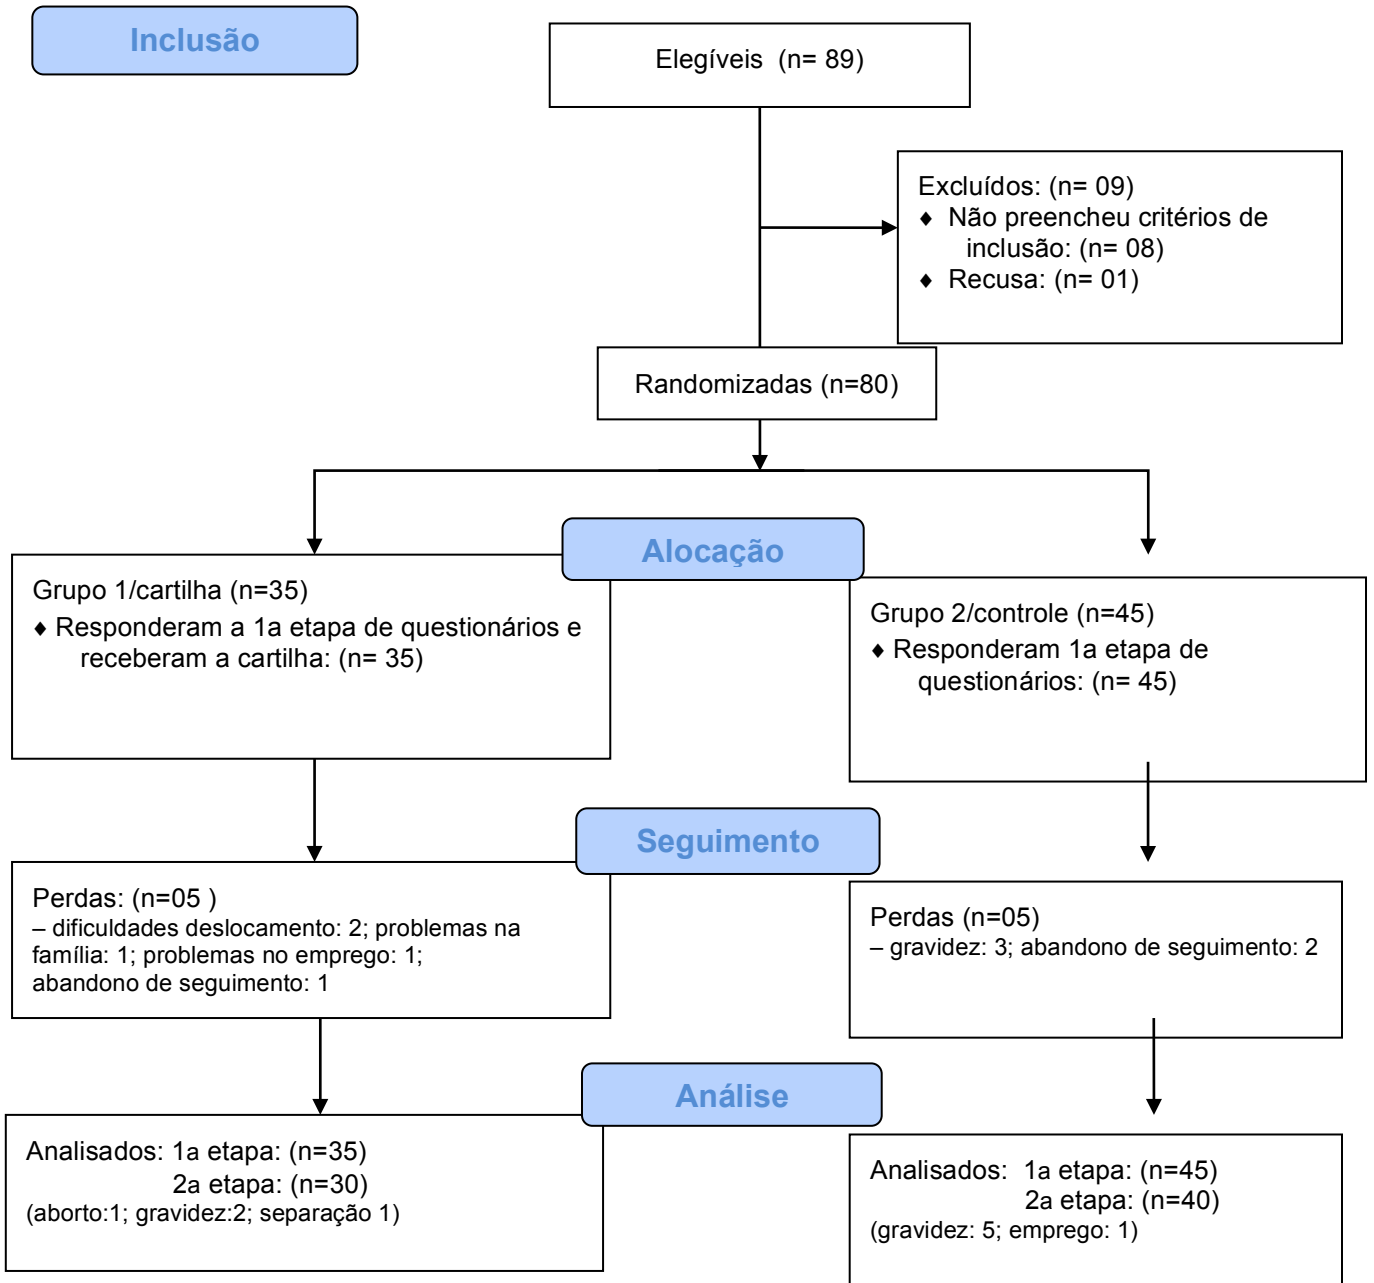 Inclusão
Elegíveis (n= 89)
Excluídos: (n= 09)
♦ Não preencheu critérios de
inclusão: (n= 08)
♦ Recusa: (n= 01)
Randomizadas (n=80)
Alocação
Grupo 1/cartilha (n=35)
♦ Responderam a 1a etapa de questionários e
receberam a cartilha: (n= 35)
Grupo 2/controle (n=45)
♦ Responderam 1a etapa de
questionários: (n= 45)
Seguimento
Perdas: (n=05 )
– dificuldades deslocamento: 2; problemas na
família: 1; problemas no emprego: 1;
abandono de seguimento: 1
Perdas (n=05)
– gravidez: 3; abandono de seguimento: 2
Análise
Analisados: 1a etapa: (n=35)
2a etapa: (n=30)
(aborto:1; gravidez:2; separação 1)
Analisados: 1a etapa: (n=45)
2a etapa: (n=40)
(gravidez: 5; emprego: 1)